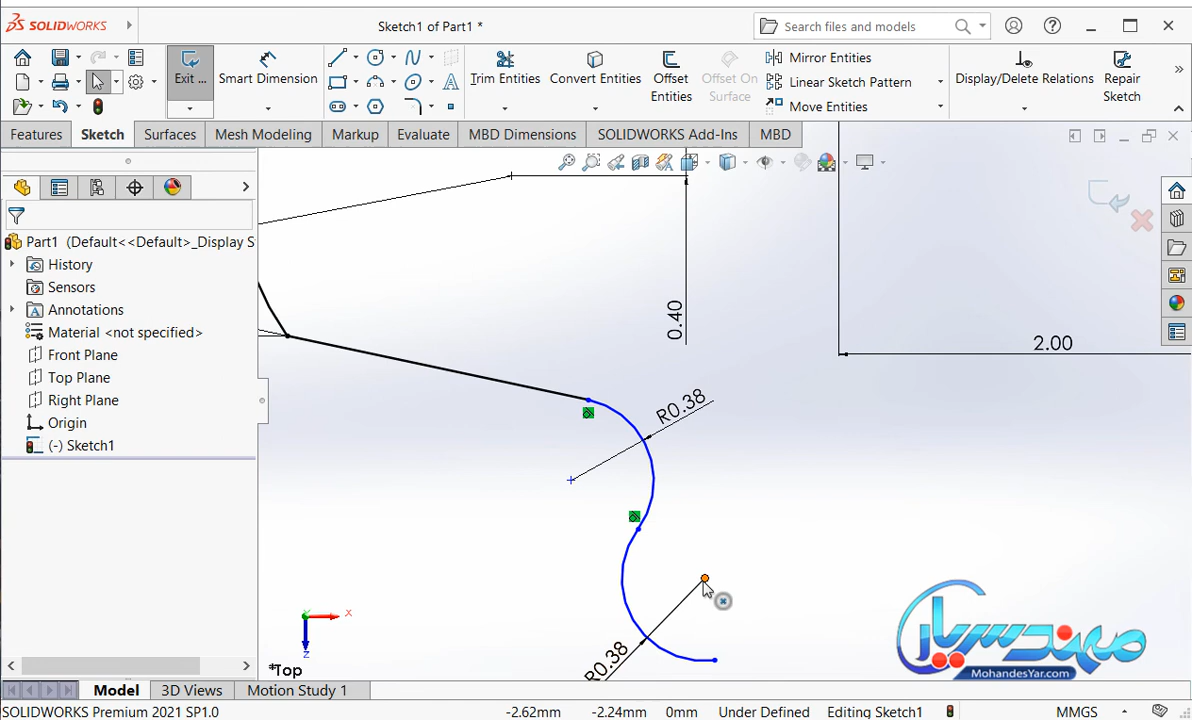 SOLIDWORKS
Sketch1 of Part1 *
Search files and models
Exit ...
Smart Dimension
Trim Entities
Convert Entities
Offset Entities
Offset On Surface
Mirror Entities
Linear Sketch Pattern
Move Entities
Display/Delete Relations
Repair Sketch
Features
Sketch
Surfaces
Mesh Modeling
Markup
Evaluate
MBD Dimensions
SOLIDWORKS Add-Ins
MBD
Part1 (Default<<Default>_Display S
History
Sensors
Annotations
Material <not specified>
Front Plane
Top Plane
Right Plane
Origin
(-) Sketch1
0.40
2.00
R0.38
R0.38
X
Y
Z
*Top
مهندسیار
MohandesYar.com
Model
3D Views
Motion Study 1
SOLIDWORKS Premium 2021 SP1.0
-2.62mm
-2.24mm
0mm
Under Defined
Editing Sketch1
MMGS